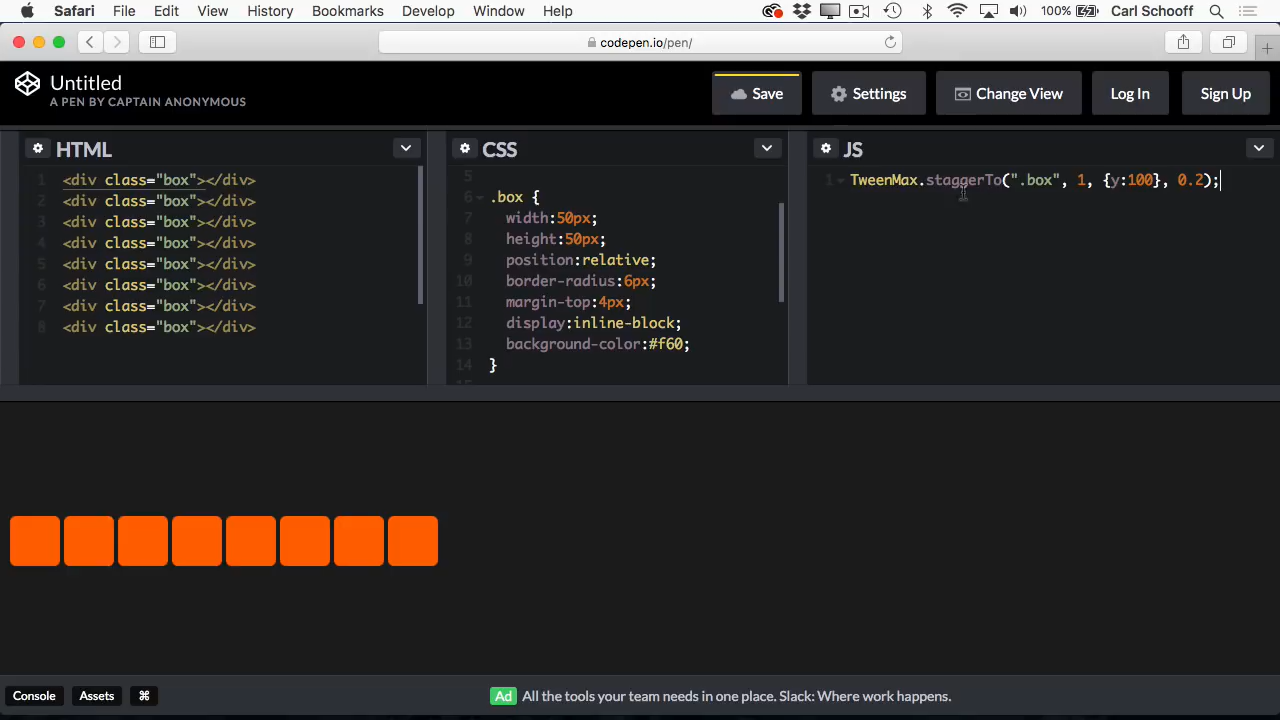 Safari File Edit View History Bookmarks Develop Window Help 100% Carl Schooff
codepen.io/pen/
Untitled
A PEN BY CAPTAIN ANONYMOUS
Save Settings Change View Log In Sign Up
HTML
1 <div class="box"></div>
2 <div class="box"></div>
3 <div class="box"></div>
4 <div class="box"></div>
5 <div class="box"></div>
6 <div class="box"></div>
7 <div class="box"></div>
8 <div class="box"></div>
CSS
5
6 .box {
7 width:50px;
8 height:50px;
9 position:relative;
10 border-radius:6px;
11 margin-top:4px;
12 display:inline-block;
13 background-color:#f60;
14 }
JS
1 TweenMax.staggerTo(".box", 1, {y:100}, 0.2);
Console Assets ⌘ Ad All the tools your team needs in one place. Slack: Where work happens.